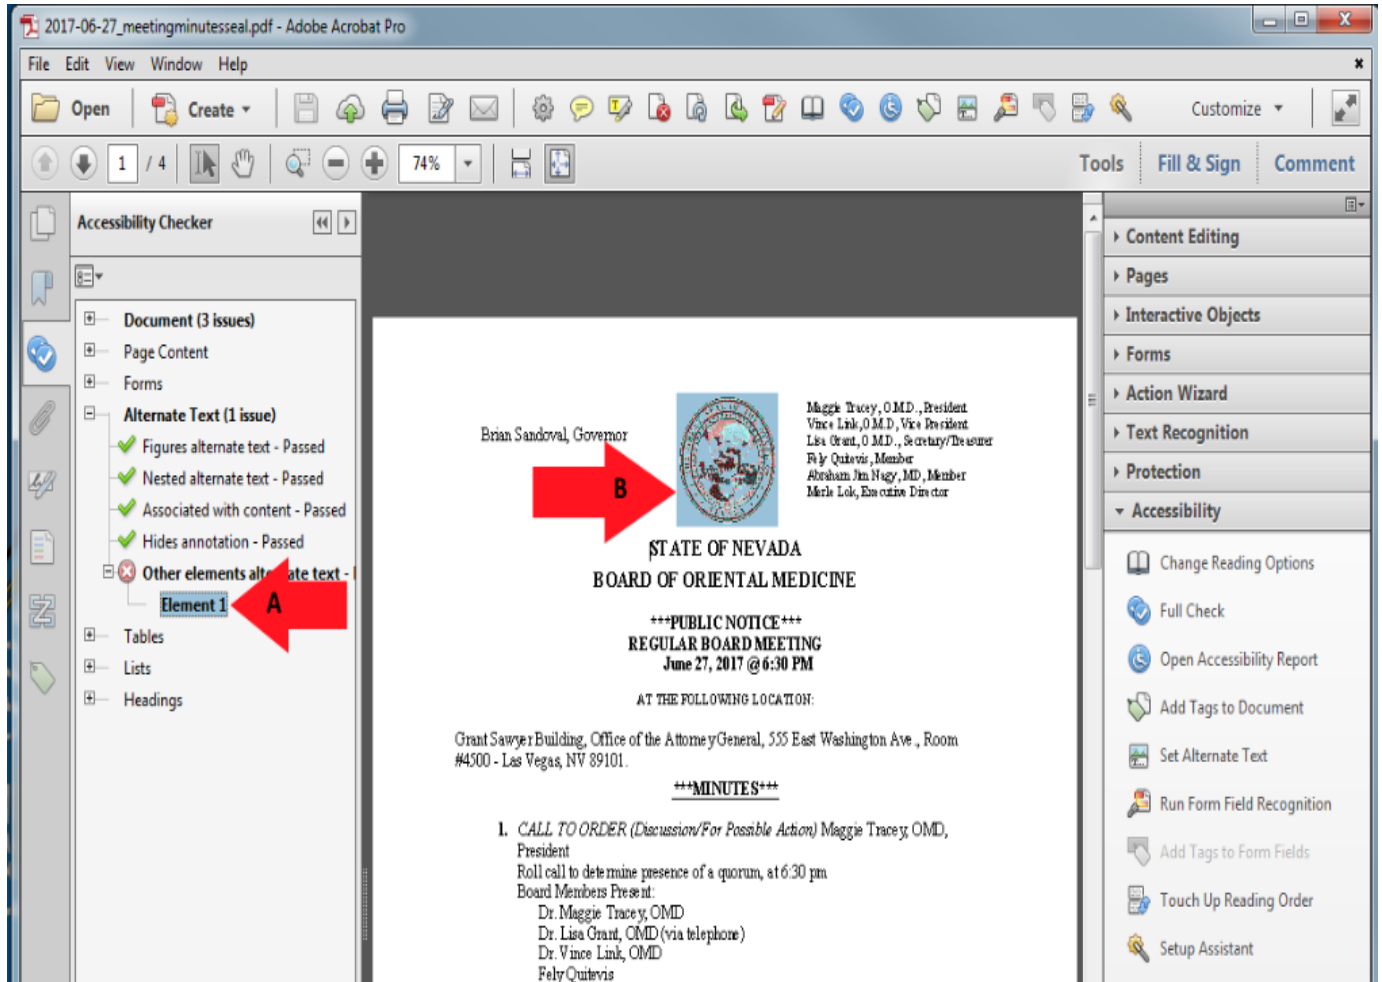 2017-06-27_meetingminutesseal.pdf - Adobe Acrobat Pro
File Edit View Window Help
Open Create Customize
1 / 4 74% Tools Fill & Sign Comment
Accessibility Checker
Document (3 issues)
Page Content
Forms
Alternate Text (1 issue)
Figures alternate text - Passed
Nested alternate text - Passed
Associated with content - Passed
Hides annotation - Passed
Other elements alternate text -
Element 1
A
Tables
Lists
Headings
Brian Sandoval, Governor
B
Maggie Tracey, O.M.D., President
Vince Link, O.M.D, Vice President
Lisa Grant, O.M.D., Secretary/Treasurer
Fely Quitevis, Member
Abraham Jim Nagy, MD, Member
Merle Lok, Executive Director
STATE OF NEVADA
BOARD OF ORIENTAL MEDICINE
***PUBLIC NOTICE***
REGULAR BOARD MEETING
June 27, 2017 @ 6:30 PM
AT THE FOLLOWING LOCATION:
Grant Sawyer Building, Office of the Attorney General, 555 East Washington Ave., Room
#4500 - Las Vegas, NV 89101.
***MINUTES***
1. CALL TO ORDER (Discussion/For Possible Action) Maggie Tracey, OMD,
President
Roll call to determine presence of a quorum, at 6:30 pm
Board Members Present:
Dr. Maggie Tracey, OMD
Dr. Lisa Grant, OMD (via telephone)
Dr. Vince Link, OMD
Fely Quitevis
Content Editing
Pages
Interactive Objects
Forms
Action Wizard
Text Recognition
Protection
Accessibility
Change Reading Options
Full Check
Open Accessibility Report
Add Tags to Document
Set Alternate Text
Run Form Field Recognition
Add Tags to Form Fields
Touch Up Reading Order
Setup Assistant